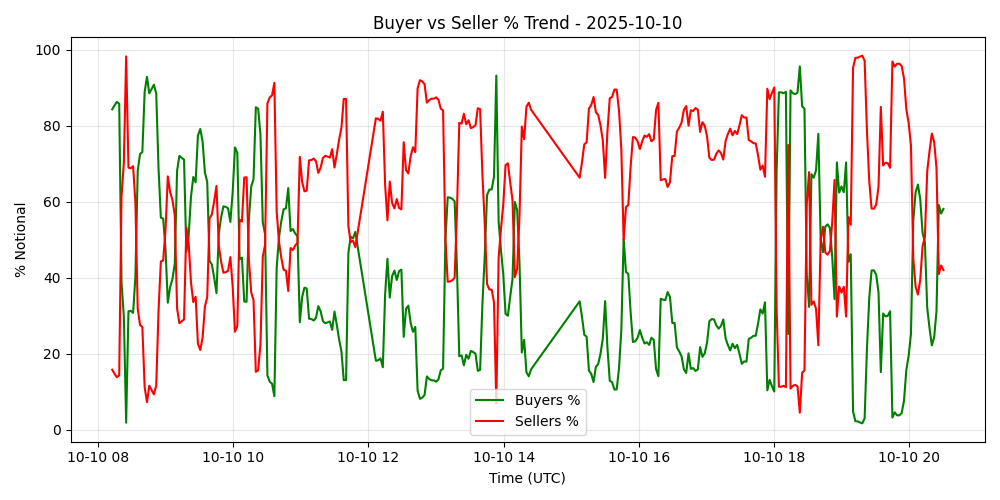 Buyer vs Seller % Trend - 2025-10-10
100
80
60
40
20
0
% Notional
Buyers %
Sellers %
10-10 08
10-10 10
10-10 12
10-10 14
10-10 16
10-10 18
10-10 20
Time (UTC)